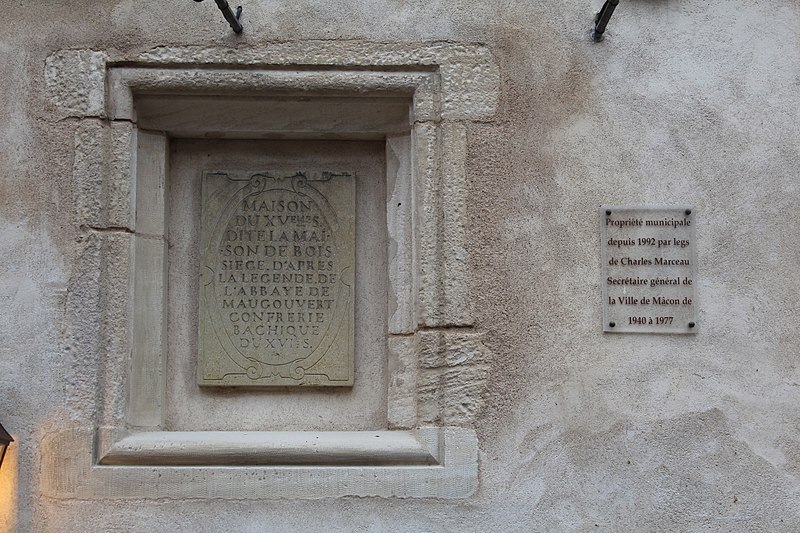 MAISON
DU XVEME S.
DITE LA MAI-
SON DE BOIS
SIEGE, D'APRES
LA LEGENDE, DE
L'ABBAYE DE
MAUGOUVERT
CONFRERIE
BACHIQUE
DU XVIE S.
Propriété municipale
depuis 1992 par legs
de Charles Marceau
Secrétaire général de
la Ville de Mâcon de
1940 à 1977